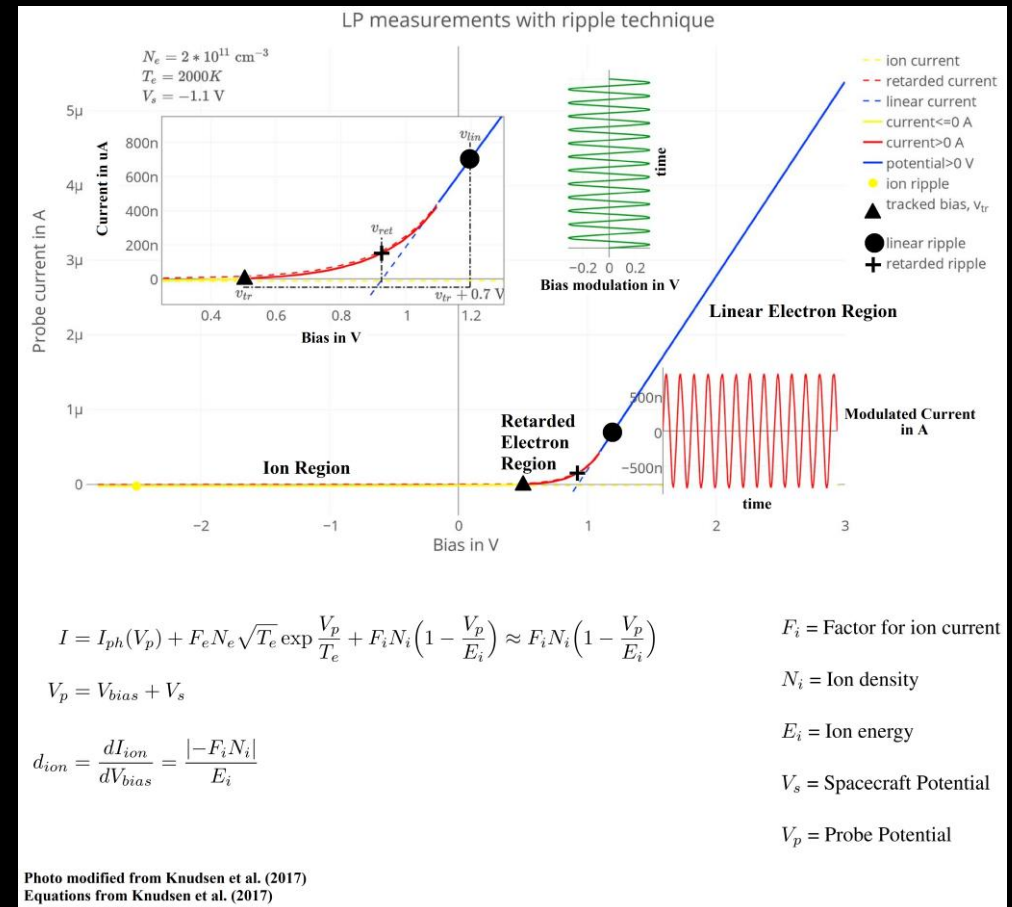 LP measurements with ripple technique
N_e = 2 * 10^11 cm^−3
T_e = 2000K
V_s = −1.1 V
5μ
4μ
3μ
2μ
1μ
0
Probe current in A
−2
−1
0
1
2
3
Bias in V
Current in uA
800n
600n
400n
200n
0
v_lin
v_ret
v_tr
v_tr + 0.7 V
0.4
0.6
0.8
1
1.2
Bias in V
time
−0.2 0 0.2
Bias modulation in V
ion current
retarded current
linear current
current<=0 A
current>0 A
potential>0 V
ion ripple
tracked bias, v_tr
linear ripple
retarded ripple
Linear Electron Region
Retarded
Electron
Region
Ion Region
500n
0
−500n
Modulated Current
in A
time
I = I_ph(V_p) + F_e N_e √T_e exp V_p/T_e + F_i N_i (1 − V_p/E_i) ≈ F_i N_i (1 − V_p/E_i)
V_p = V_bias + V_s
d_ion = dI_ion/dV_bias = |−F_i N_i|/E_i
F_i = Factor for ion current
N_i = Ion density
E_i = Ion energy
V_s = Spacecraft Potential
V_p = Probe Potential
Photo modified from Knudsen et al. (2017)
Equations from Knudsen et al. (2017)